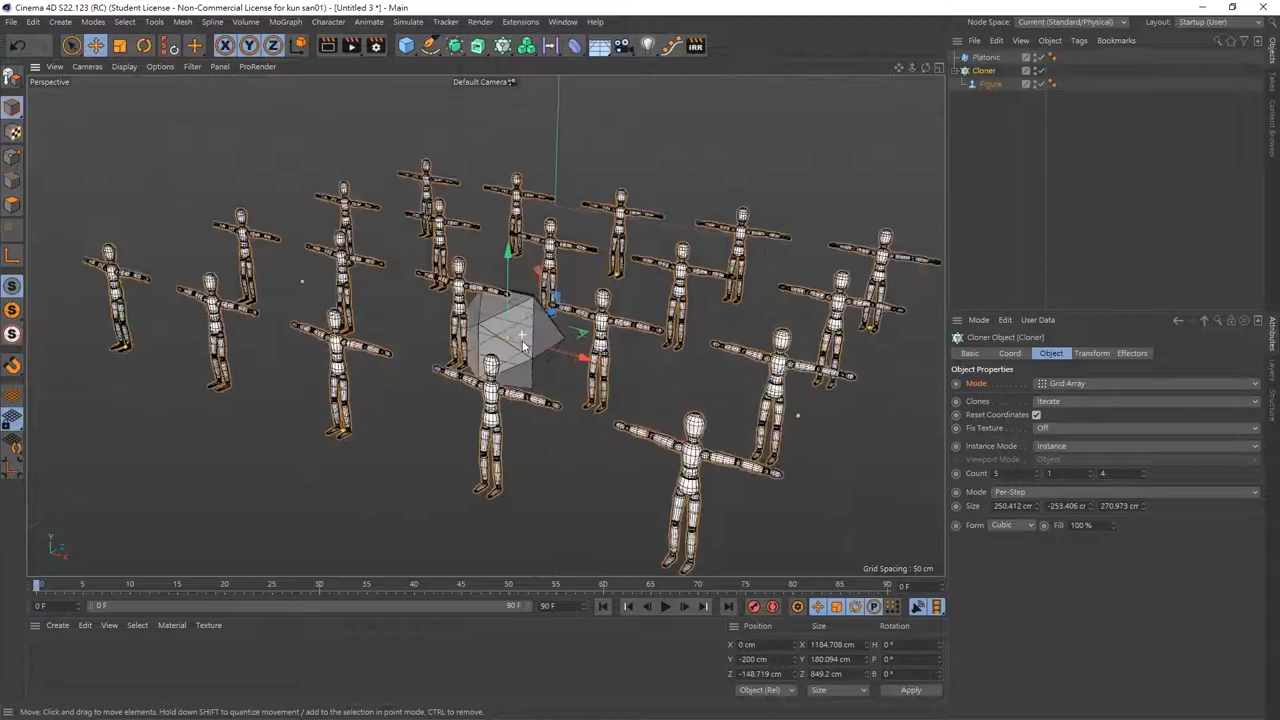 Cinema 4D S22.123 (RC) (Student License - Non-Commercial License for kun san01) - [Untitled 3 *] - Main
File Edit Create Modes Select Tools Mesh Spline Volume MoGraph Character Animate Simulate Tracker Render Extensions Window Help
Node Space: Current (Standard/Physical) Layout: Startup (User)
X Y Z IRR
View Cameras Display Options Filter Panel ProRender
Perspective Default Camera
File Edit View Object Tags Bookmarks
Platonic
Cloner
Figure
Objects
Takes
Content Browser
Mode Edit User Data
Cloner Object [Cloner]
Basic Coord. Object Transform Effectors
Object Properties
Mode Grid Array
Clones Iterate
Reset Coordinates
Fix Texture Off
Instance Mode Instance
Viewport Mode Object
Count 5 1 4
Mode Per-Step
Size 250.412 cm -253.406 cr 270.973 cm
Form Cubic Fill 100 %
Attributes
Layers
Structure
Y Z X
Grid Spacing : 50 cm
0 5 10 15 20 25 30 35 40 45 50 55 60 65 70 75 80 85 90 0 F
0 F 0 F 90 F 90 F
Create Edit View Select Material Texture
Position Size Rotation
X 0 cm X 1184.708 cm H 0 °
Y -200 cm Y 180.094 cm P 0 °
Z -148.719 cm Z 849.2 cm B 0 °
Object (Rel) Size Apply
Move: Click and drag to move elements. Hold down SHIFT to quantize movement / add to the selection in point mode, CTRL to remove.